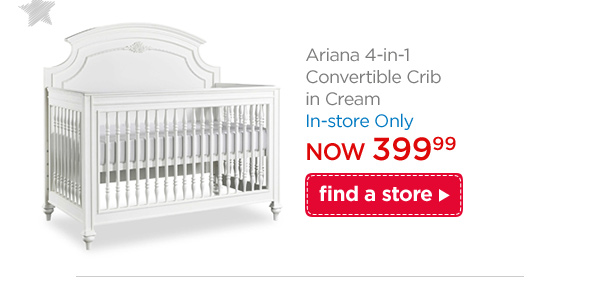 Ariana 4-in-1
Convertible Crib
in Cream
In-store Only
NOW 399⁹⁹
find a store ▸